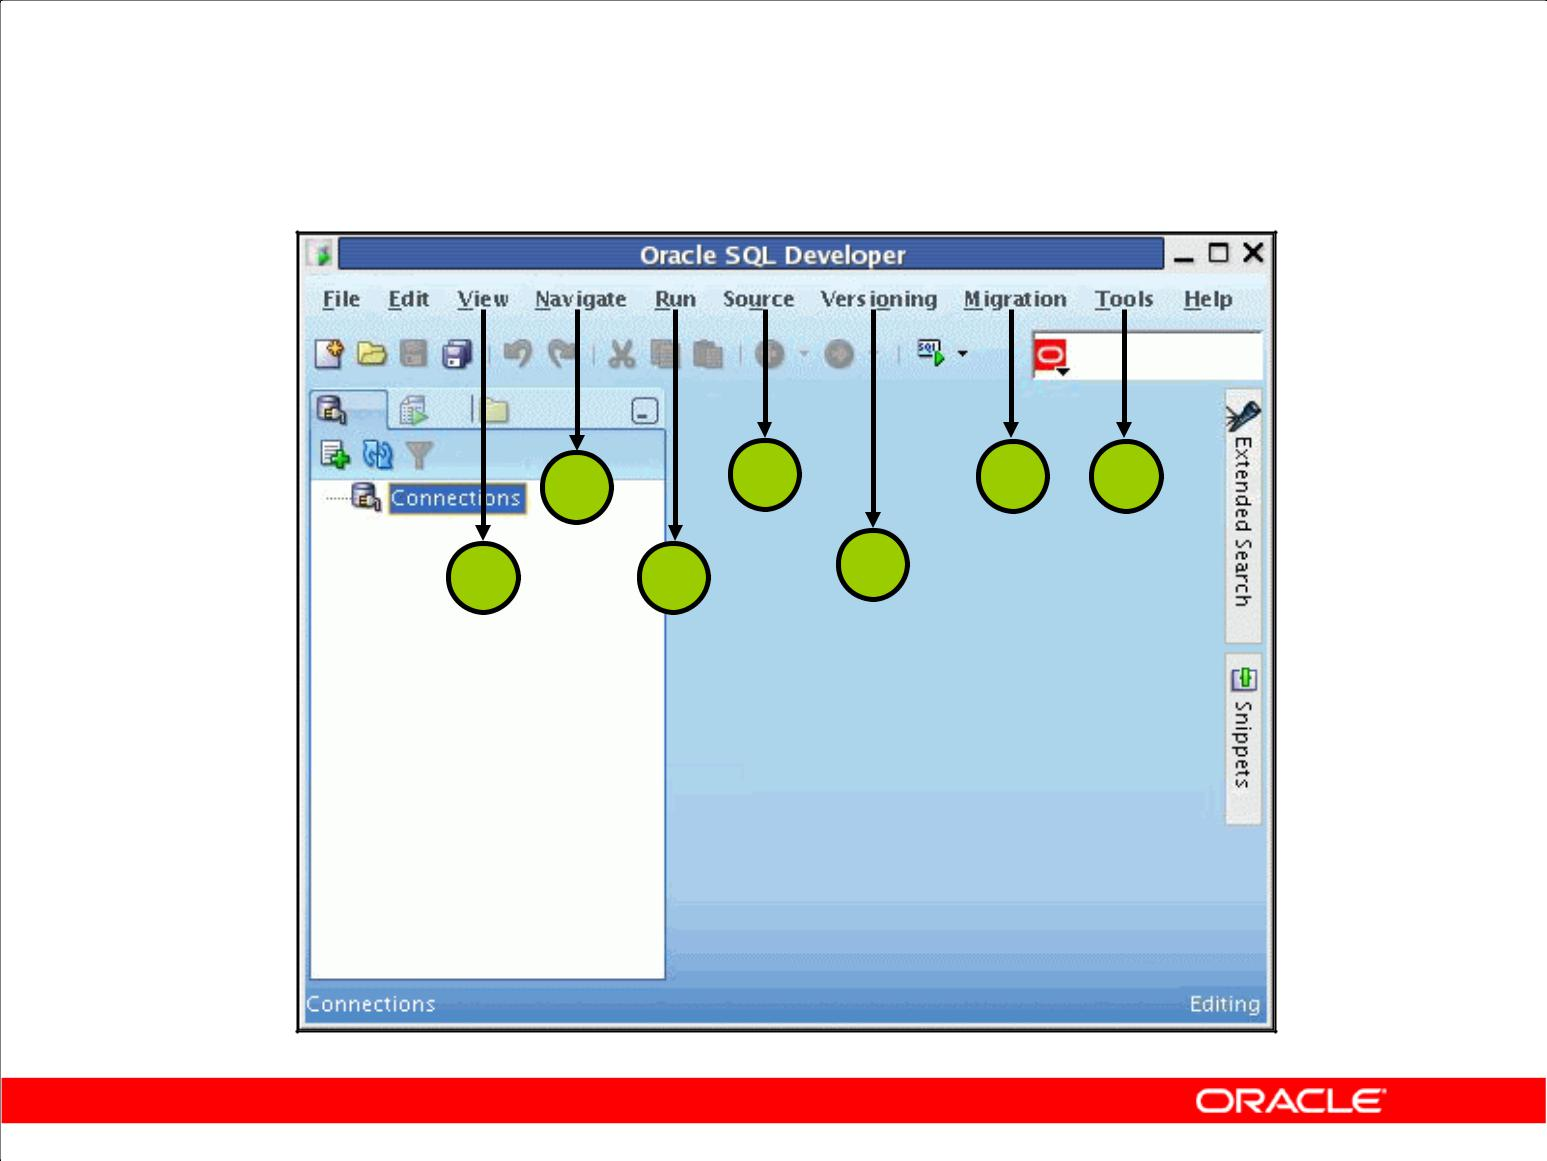 Oracle SQL Developer
File Edit View Navigate Run Source Versioning Migration Tools Help
SQL
Connections
Extended Search
Snippets
Connections
Editing
ORACLE